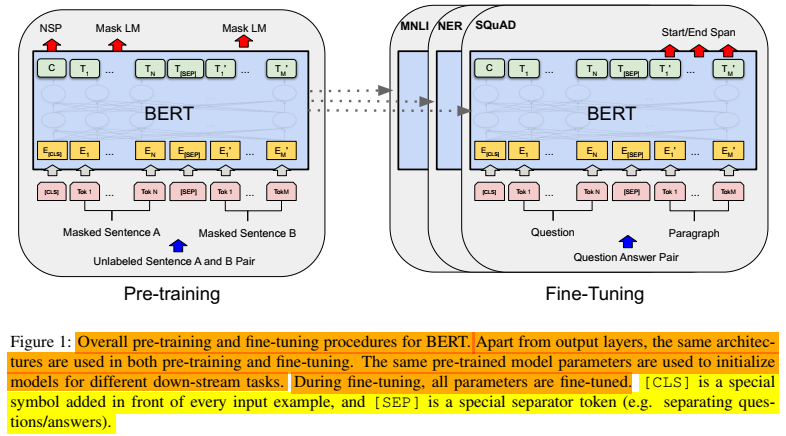 NSP Mask LM Mask LM
C T1 ... TN T[SEP] T1' ... TM'
BERT
E[CLS] E1 ... EN E[SEP] E1' ... EM'
[CLS] Tok 1 ... Tok N [SEP] Tok 1 ... TokM
Masked Sentence A Masked Sentence B
Unlabeled Sentence A and B Pair
Pre-training
MNLI NER SQuAD
Start/End Span
C T1 ... TN T[SEP] T1' ... TM'
BERT
E[CLS] E1 ... EN E[SEP] E1' ... EM'
[CLS] Tok 1 ... Tok N [SEP] Tok 1 ... TokM
Question Paragraph
Question Answer Pair
Fine-Tuning
Figure 1: Overall pre-training and fine-tuning procedures for BERT. Apart from output layers, the same architec-
tures are used in both pre-training and fine-tuning. The same pre-trained model parameters are used to initialize
models for different down-stream tasks. During fine-tuning, all parameters are fine-tuned. [CLS] is a special
symbol added in front of every input example, and [SEP] is a special separator token (e.g. separating ques-
tions/answers).